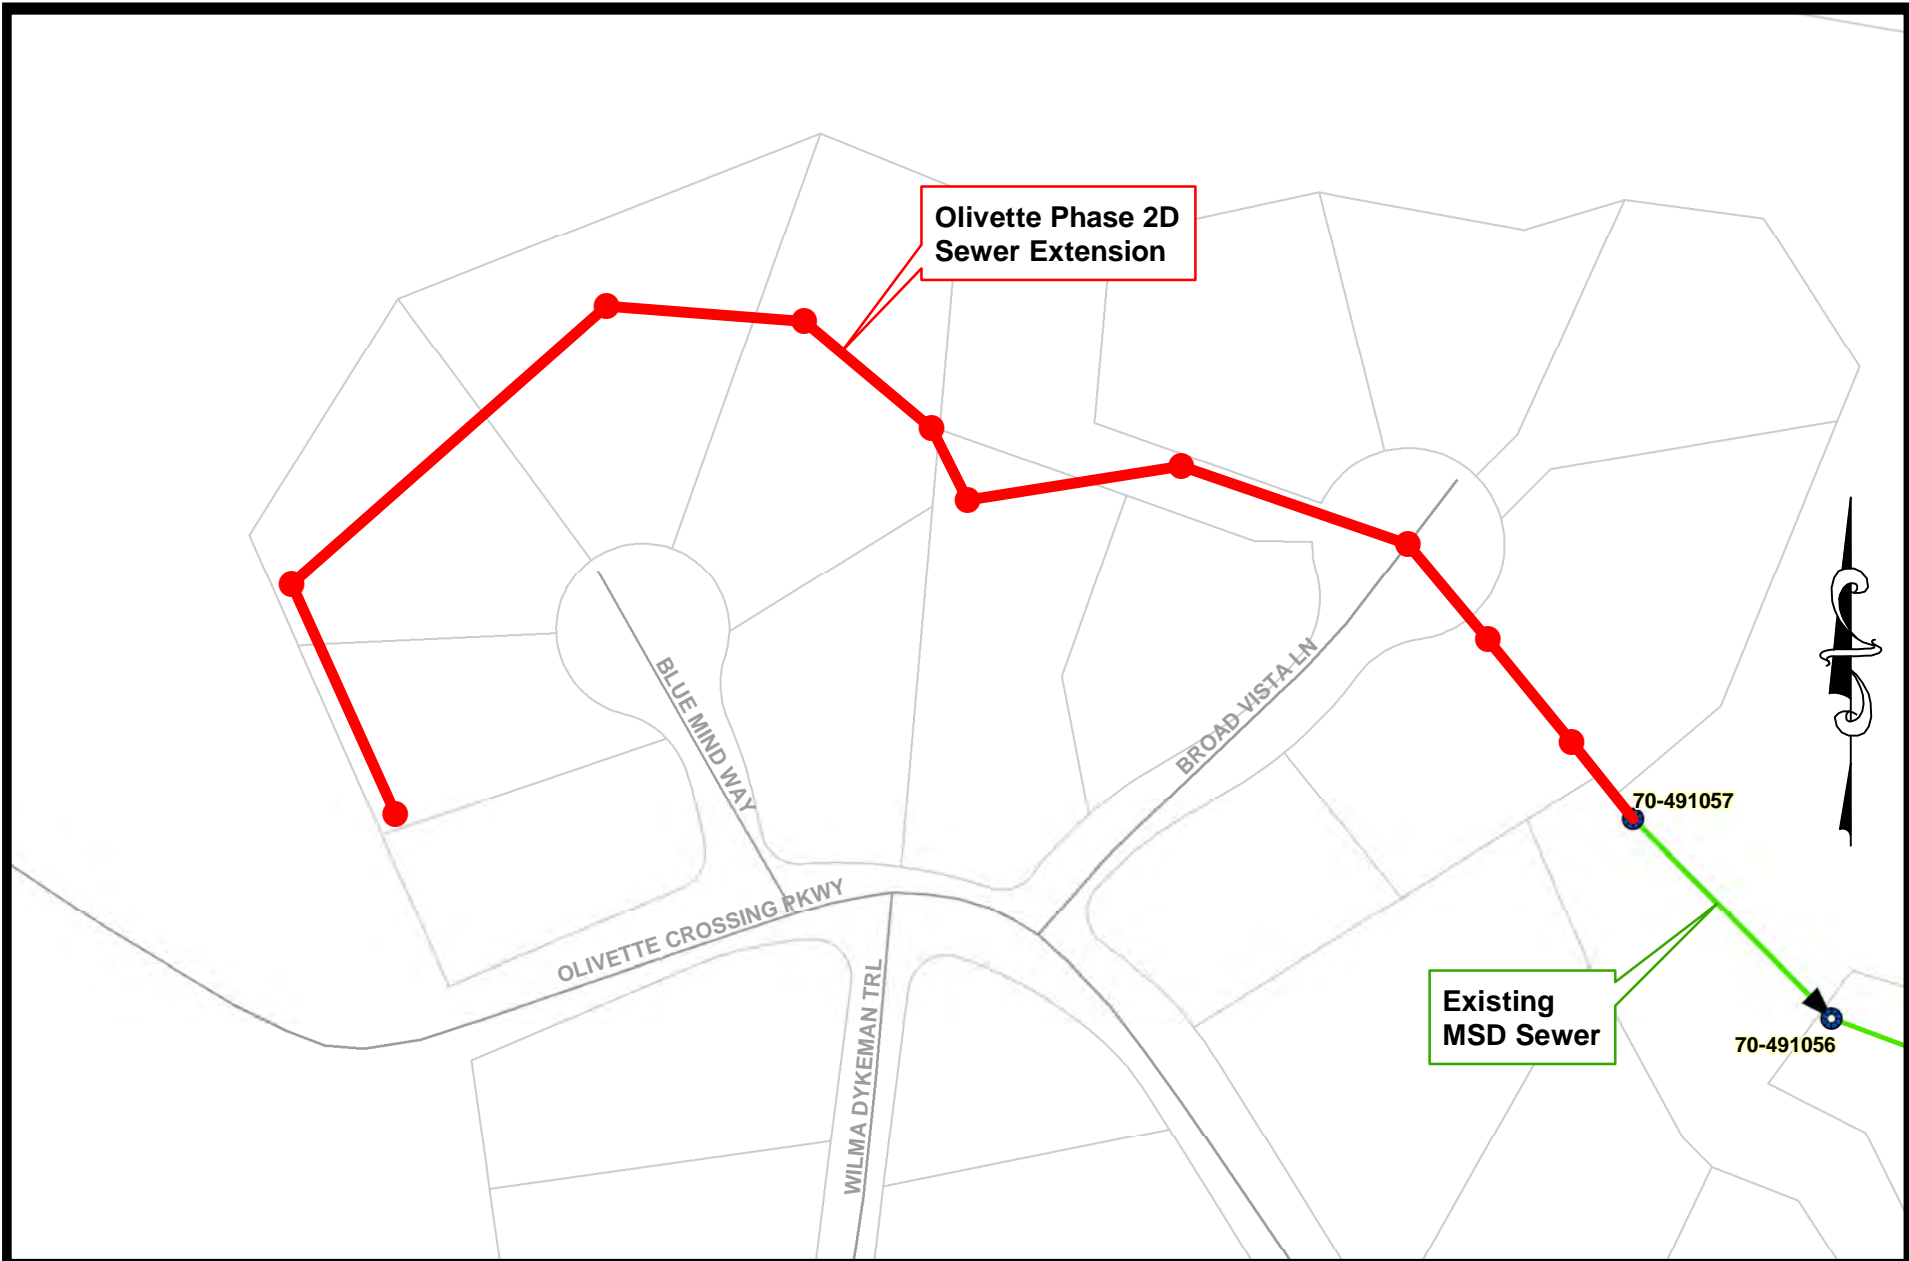 Olivette Phase 2D
Sewer Extension
BLUE MIND WAY
BROAD VISTA LN
70-491057
OLIVETTE CROSSING PKWY
WILMA DYKEMAN TRL
Existing
MSD Sewer
70-491056